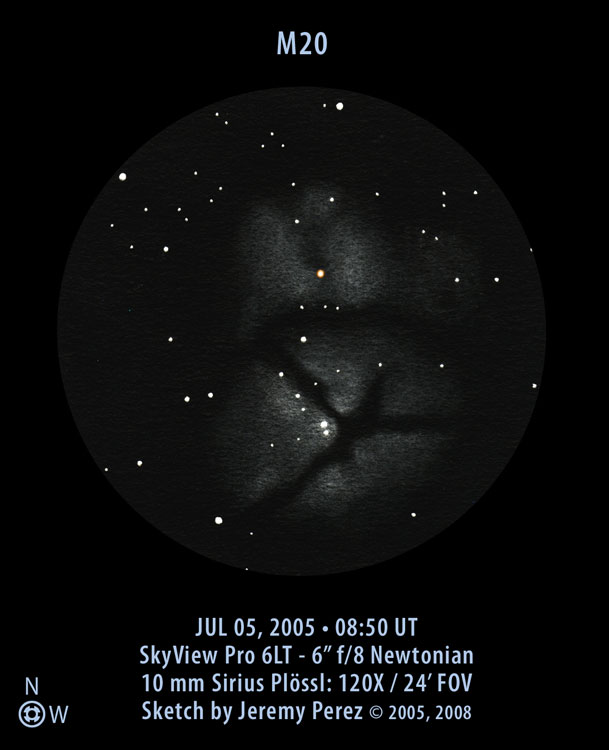 M20
JUL 05, 2005 • 08:50 UT
SkyView Pro 6LT - 6” f/8 Newtonian
10 mm Sirius Plössl: 120X / 24’ FOV
Sketch by Jeremy Perez © 2005, 2008
N
W